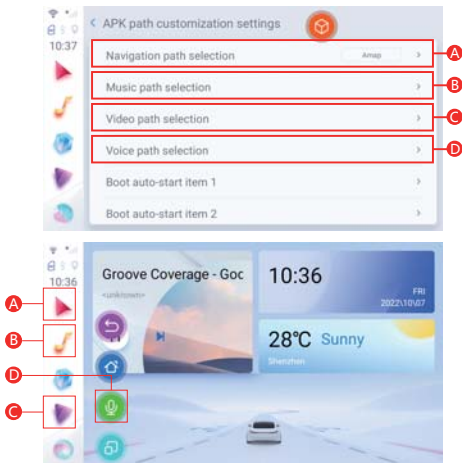 APK path customization settings
10:37
Navigation path selection
Amap
A
Music path selection
B
Video path selection
C
Voice path selection
D
Boot auto-start item 1
Boot auto-start item 2
10:36
Groove Coverage - Goc
<unknown>
10:36
FRI
2022\10\07
28°C Sunny
Shenzhen
A
B
D
C